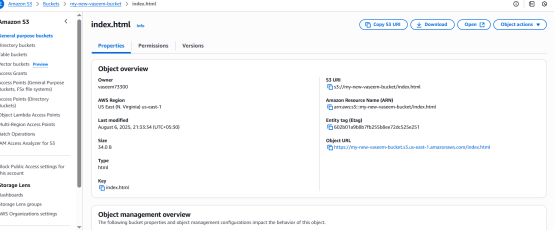 Amazon S3 > Buckets > my-new-vaseem-bucket > index.html
Amazon S3
General purpose buckets
Directory buckets
Table buckets
Vector buckets Preview
Access Grants
Access Points (General Purpose
Buckets, FSx file systems)
Access Points (Directory
Buckets)
Object Lambda Access Points
Multi-Region Access Points
Batch Operations
IAM Access Analyzer for S3
Block Public Access settings for
this account
Storage Lens
Dashboards
Storage Lens groups
AWS Organizations settings
index.html Info
Copy S3 URI
Download
Open
Object actions
Properties
Permissions
Versions
Object overview
Owner
vaseem73300
AWS Region
US East (N. Virginia) us-east-1
Last modified
August 6, 2025, 21:33:54 (UTC+05:30)
Size
34.0 B
Type
html
Key
index.html
S3 URI
s3://my-new-vaseem-bucket/index.html
Amazon Resource Name (ARN)
arn:aws:s3:::my-new-vaseem-bucket/index.html
Entity tag (Etag)
Object URL
https://my-new-vaseem-bucket.s3.us-east-1.amazonaws.com/index.html
Object management overview
The following bucket properties and object management configurations impact the behavior of this object.